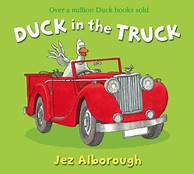 Over a million Duck books sold
DUCK in the TRUCK
Jez Alborough